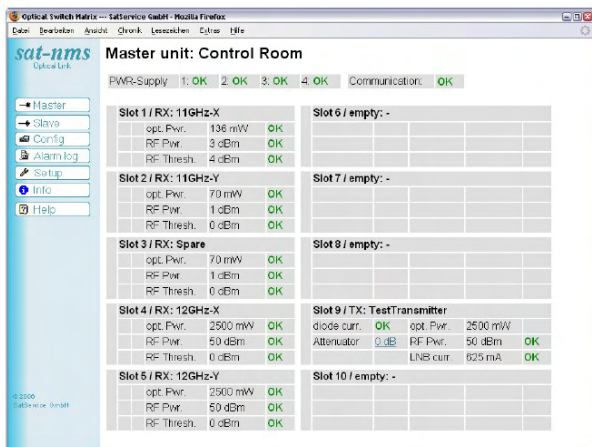 Optical Switch Matrix --- SatService GmbH - Mozilla Firefox
Datei Bearbeiten Ansicht Chronik Lesezeichen Extras Hilfe
sat-nms
Optical Link
Master unit: Control Room
PWR-Supply 1: OK 2: OK 3: OK 4: OK Communication: OK
Master
Slave
Config
Alarm log
Setup
Info
Help
Slot 1 / RX: 11GHz-X
opt. Pwr. 136 mW OK
RF Pwr. 3 dBm OK
RF Thresh. 4 dBm OK
Slot 2 / RX: 11GHz-Y
opt. Pwr. 70 mW OK
RF Pwr. 1 dBm OK
RF Thresh. 0 dBm OK
Slot 3 / RX: Spare
opt. Pwr. 70 mW OK
RF Pwr. 1 dBm OK
RF Thresh. 0 dBm OK
Slot 4 / RX: 12GHz-X
opt. Pwr. 2500 mW OK
RF Pwr. 50 dBm OK
RF Thresh. 0 dBm OK
Slot 5 / RX: 12GHz-Y
opt. Pwr. 2500 mW OK
RF Pwr. 50 dBm OK
RF Thresh. 0 dBm OK
Slot 6 / empty: -
Slot 7 / empty: -
Slot 8 / empty: -
Slot 9 / TX: TestTransmitter
diode curr. OK opt. Pwr. 2500 mW
Attenuator 0 dB RF Pwr. 50 dBm OK
LNB curr. 625 mA OK
Slot 10 / empty: -
© 2006
SatService GmbH